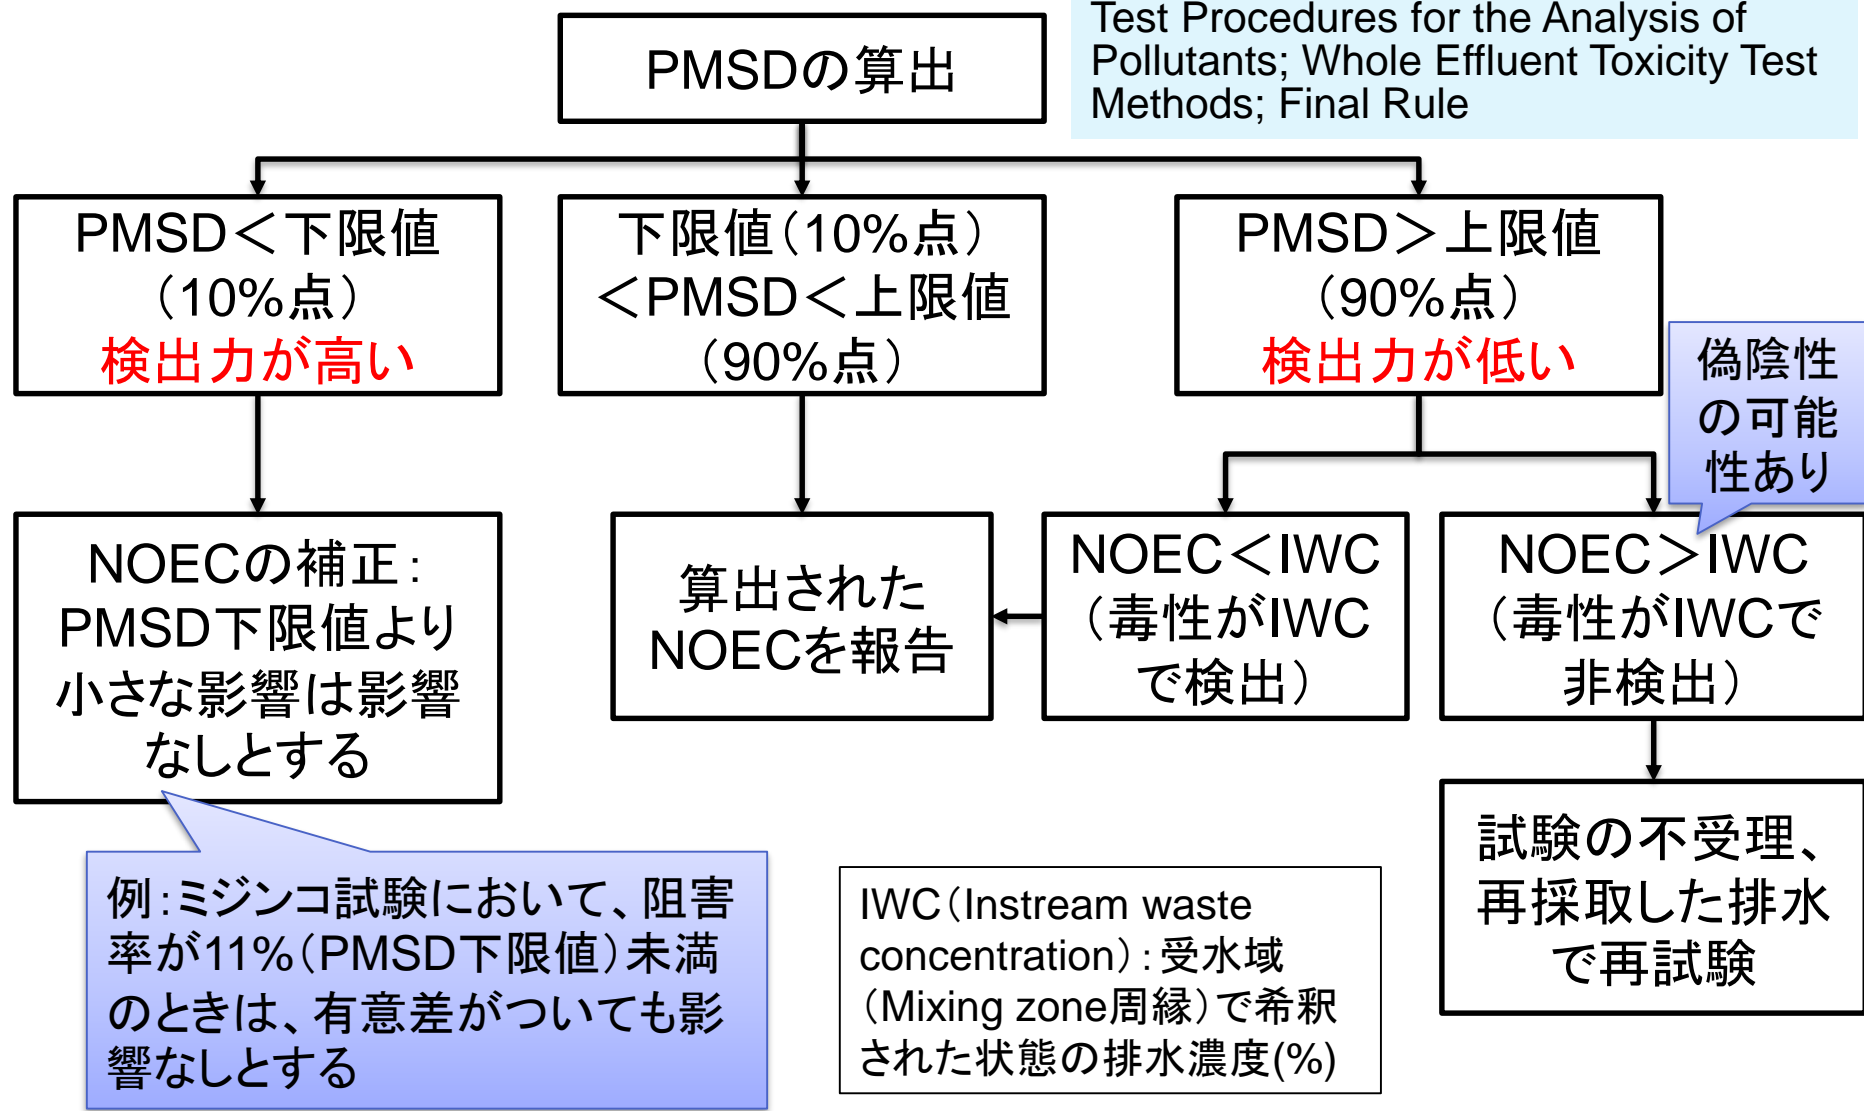 Test Procedures for the Analysis of
Pollutants; Whole Effluent Toxicity Test
Methods; Final Rule
PMSDの算出
PMSD＜下限値
（10%点）
検出力が高い
下限値（10%点）
＜PMSD＜上限値
（90%点）
PMSD＞上限値
（90%点）
検出力が低い
偽陰性
の可能
性あり
NOECの補正：
PMSD下限値より
小さな影響は影響
なしとする
算出された
NOECを報告
NOEC＜IWC
（毒性がIWC
で検出）
NOEC＞IWC
（毒性がIWCで
非検出）
試験の不受理、
再採取した排水
で再試験
例：ミジンコ試験において、阻害
率が11%（PMSD下限値）未満
のときは、有意差がついても影
響なしとする
IWC（Instream waste
concentration）：受水域
（Mixing zone周縁）で希釈
された状態の排水濃度(%)